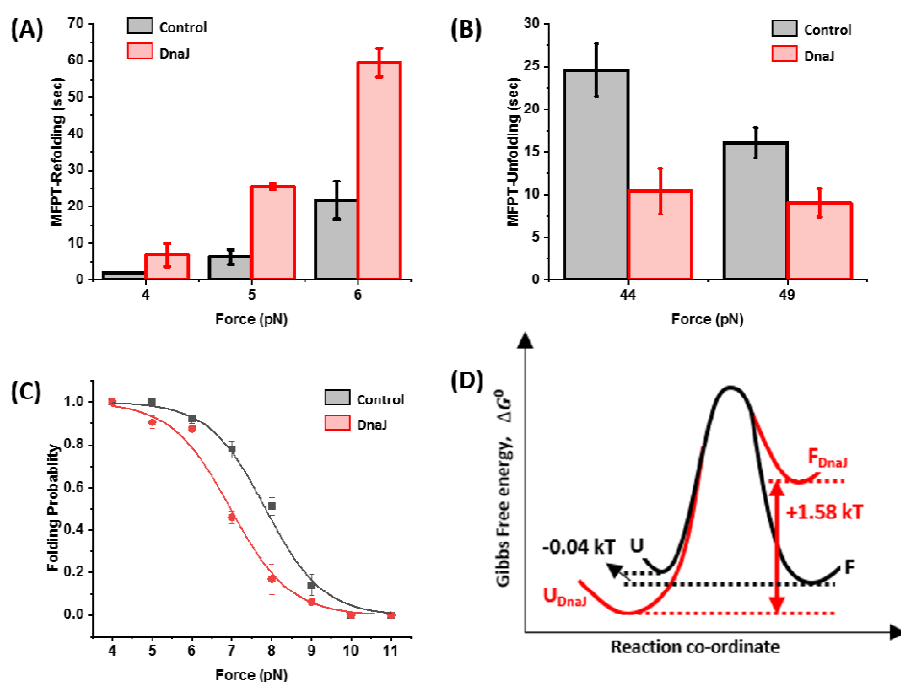 (A)
70
60
50
40
30
20
10
0
MFPT-Refolding (sec)
Control
DnaJ
4 5 6
Force (pN)
(B)
30
25
20
15
10
5
0
MFPT-Unfolding (sec)
Control
DnaJ
44 49
Force (pN)
(C)
1.0
0.8
0.6
0.4
0.2
0.0
Folding Probablity
Control
DnaJ
4 5 6 7 8 9 10 11
Force (pN)
(D)
Gibbs Free energy, ΔG⁰
F_DnaJ
+1.58 kT
-0.04 kT
U
F
U_DnaJ
Reaction co-ordinate